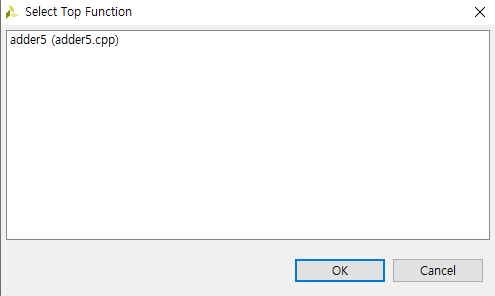 Select Top Function
adder5 (adder5.cpp)
OK
Cancel